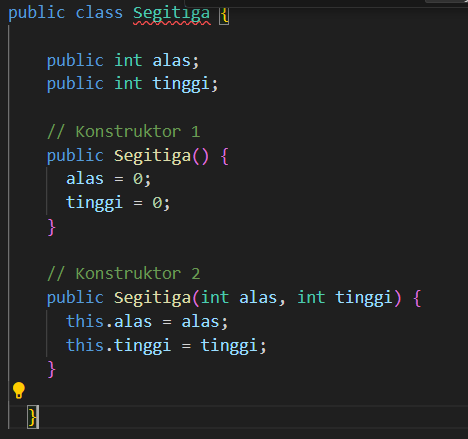 public class Segitiga {
public int alas;
public int tinggi;
// Konstruktor 1
public Segitiga() {
alas = 0;
tinggi = 0;
}
// Konstruktor 2
public Segitiga(int alas, int tinggi) {
this.alas = alas;
this.tinggi = tinggi;
}
}